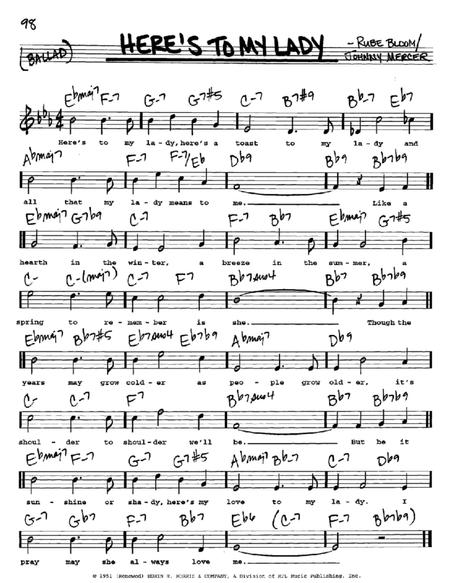 98
(BALLAD)
HERE'S TO MY LADY
- RUBE BLOOM/
JOHNNY MERCER
Ebmaj7 F-7 G-7 G7#5 C-7 B7#9 Bb-7 Eb7
Here's to my la - dy, here's a toast to my la - dy and
Abmaj7 F-7 F-7/Eb Db9 Bb9 Bb7b9
all that my la - dy means to me. Like a
Ebmaj7 G7b9 C-7 F-7 Bb7 Ebmaj7 G7#5
hearth in the win - ter, a breeze in the sum - mer, a
C- C-(maj7) C-7 F7 Bb7sus4 Bb7 Bb7b9
spring to re - mem - ber is she. Though the
Ebmaj7 Bb7#5 Eb7sus4 Eb7b9 Abmaj7 Db9
years may grow cold - er as peo - ple grow old - er, it's
C- C-7 F7 Bb7sus4 Bb7 Bb7b9
shoul - der to shoul - der we'll be. But be it
Ebmaj7 F-7 G-7 G7#5 Abmaj7 Bb7 C-7 Db9
sun - shine or sha - dy, here's my love to my la - dy. I
G-7 Gb7 F-7 Bb7 Eb6 (C-7 F-7 Bb7)
pray may she al - ways love me.
© 1951 (Renewed) EDWIN H. MORRIS & COMPANY, A Division of MPL Music Publishing, Inc.